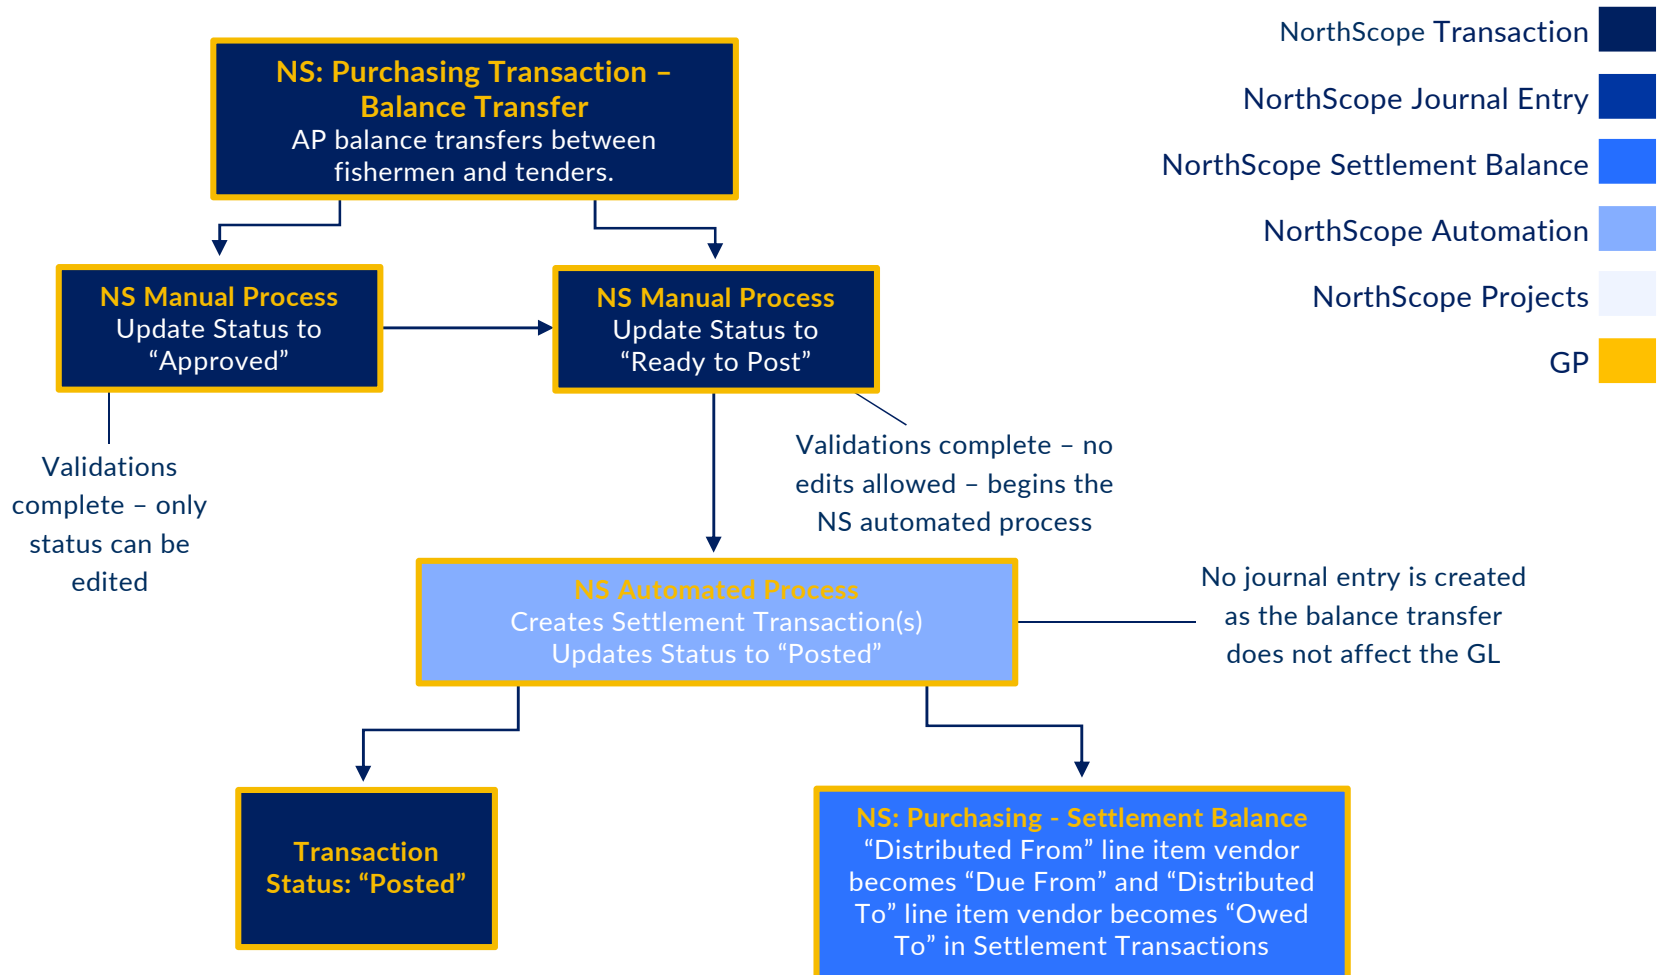 NS: Purchasing Transaction –
Balance Transfer
AP balance transfers between
fishermen and tenders.
NorthScope Transaction
NorthScope Journal Entry
NorthScope Settlement Balance
NorthScope Automation
NorthScope Projects
GP
NS Manual Process
Update Status to
“Approved”
NS Manual Process
Update Status to
“Ready to Post”
Validations
complete – only
status can be
edited
Validations complete – no
edits allowed – begins the
NS automated process
NS Automated Process
Creates Settlement Transaction(s)
Updates Status to “Posted”
No journal entry is created
as the balance transfer
does not affect the GL
Transaction
Status: “Posted”
NS: Purchasing - Settlement Balance
“Distributed From” line item vendor
becomes “Due From” and “Distributed
To” line item vendor becomes “Owed
To” in Settlement Transactions